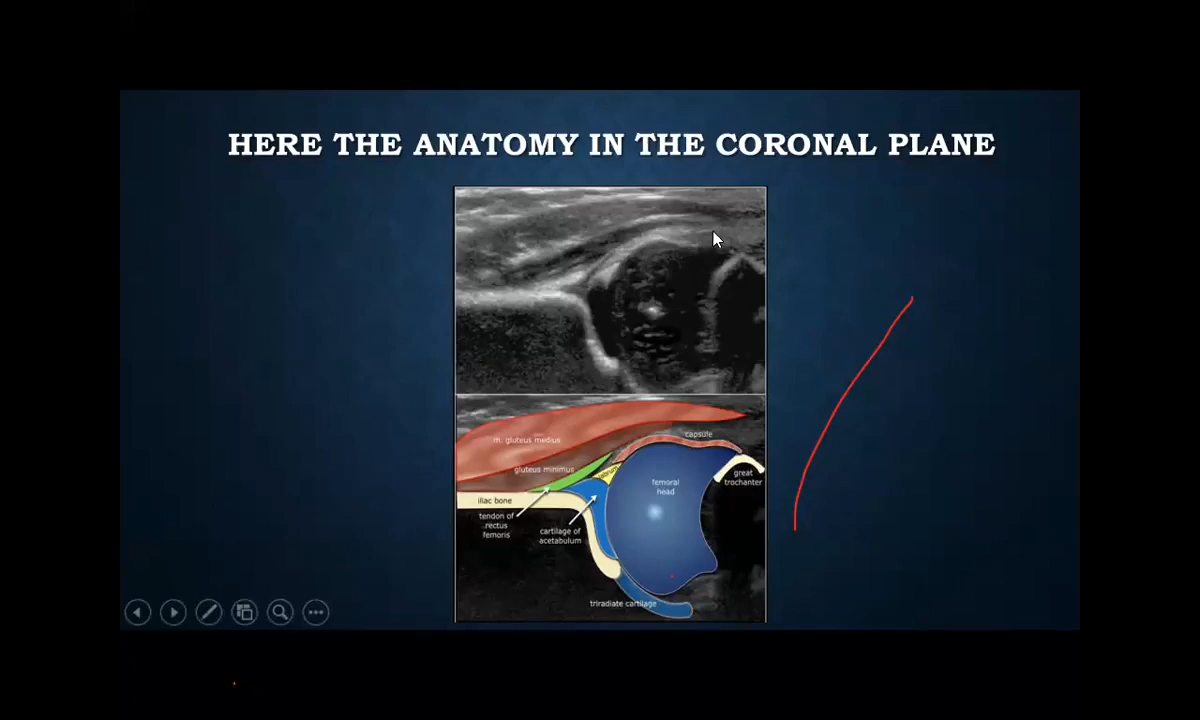 HERE THE ANATOMY IN THE CORONAL PLANE
m. gluteus medius
capsule
gluteus minimus
great
trochanter
femoral
head
iliac bone
tendon of
rectus
femoris
cartilage of
acetabulum
triradiate cartilage